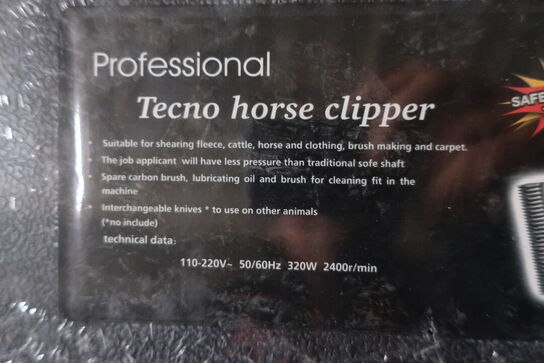 Professional
Tecno horse clipper
Suitable for shearing fleece, cattle, horse and clothing, brush making and carpet.
The job applicant will have less pressure than traditional sofe shaft
Spare carbon brush, lubricating oil and brush for cleaning fit in the
machine
Interchangeable knives * to use on other animals
(*no include)
technical data:
110-220V~ 50/60Hz 320W 2400r/min